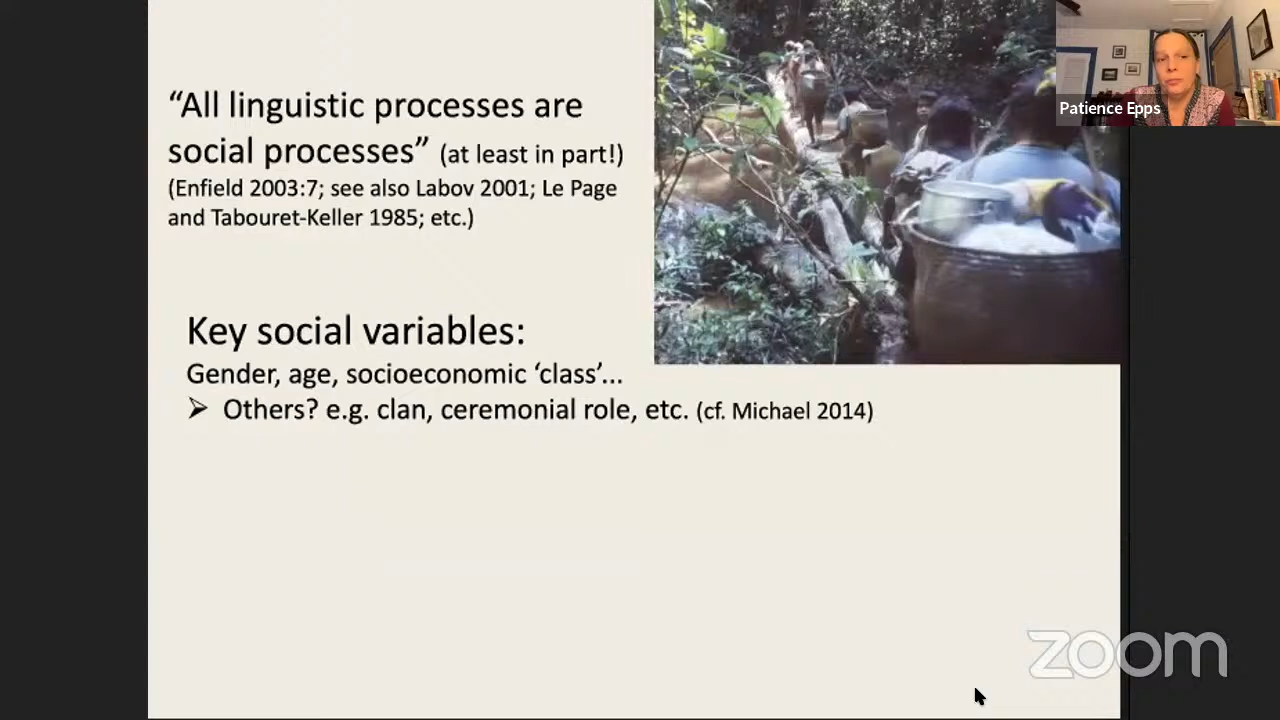 “All linguistic processes are
social processes” (at least in part!)
(Enfield 2003:7; see also Labov 2001; Le Page
and Tabouret-Keller 1985; etc.)
Key social variables:
Gender, age, socioeconomic ‘class’...
➢ Others? e.g. clan, ceremonial role, etc. (cf. Michael 2014)
Patience Epps
zoom